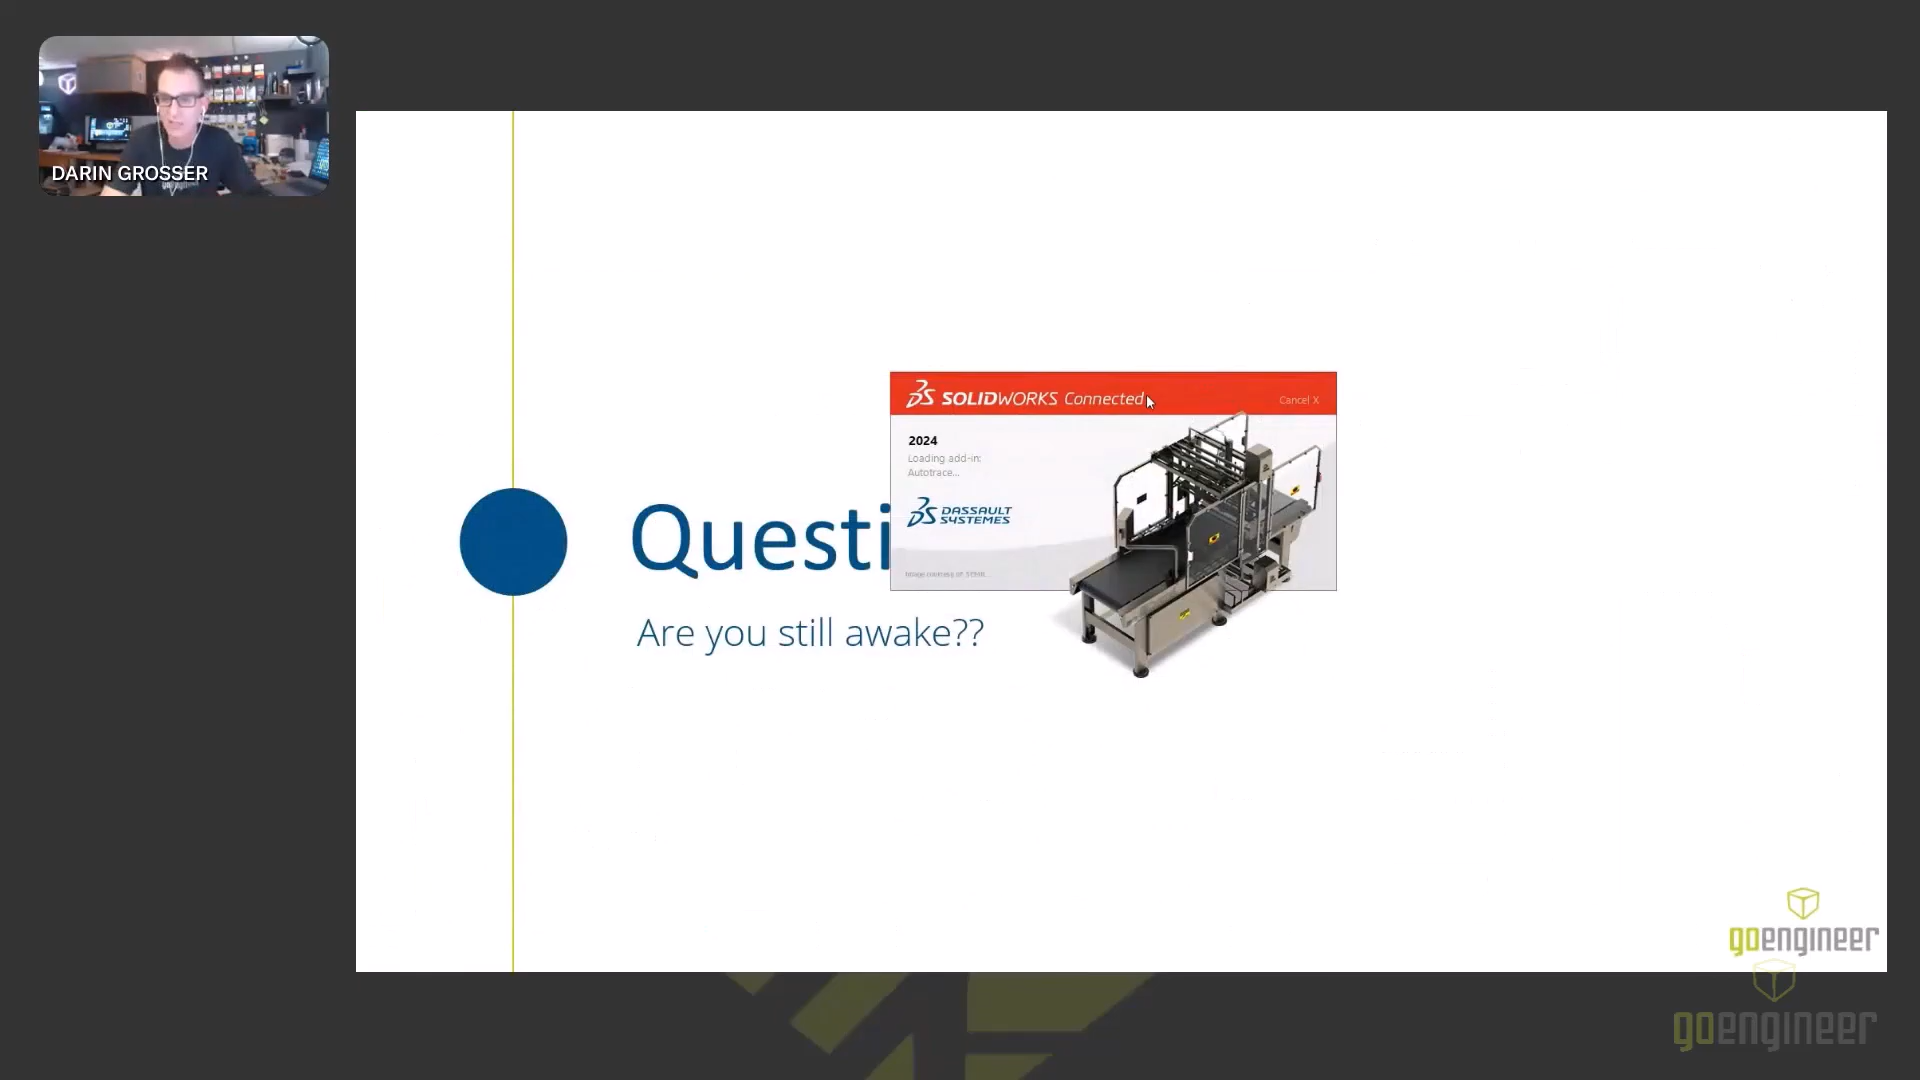 DARIN GROSSER
SOLIDWORKS Connected
Cancel X
2024
Loading add-in:
Autotrace...
DASSAULT
SYSTEMES
Questi
Are you still awake??
goengineer
goengineer